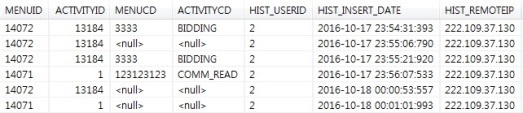 MENUID ACTIVITYID MENUCD ACTIVITYCD HIST_USERID HIST_INSERT_DATE HIST_REMOTEIP
14072 13184 3333 BIDDING 2 2016-10-17 23:54:31:393 222.109.37.130
14072 13184 <null> <null> 2 2016-10-17 23:55:06:790 222.109.37.130
14072 13184 3333 BIDDING 2 2016-10-17 23:55:21:920 222.109.37.130
14071 1 123123123 COMM_READ 2 2016-10-17 23:56:07:533 222.109.37.130
14072 13184 <null> <null> 2 2016-10-18 00:00:53:557 222.109.37.130
14071 1 <null> <null> 2 2016-10-18 00:01:01:993 222.109.37.130